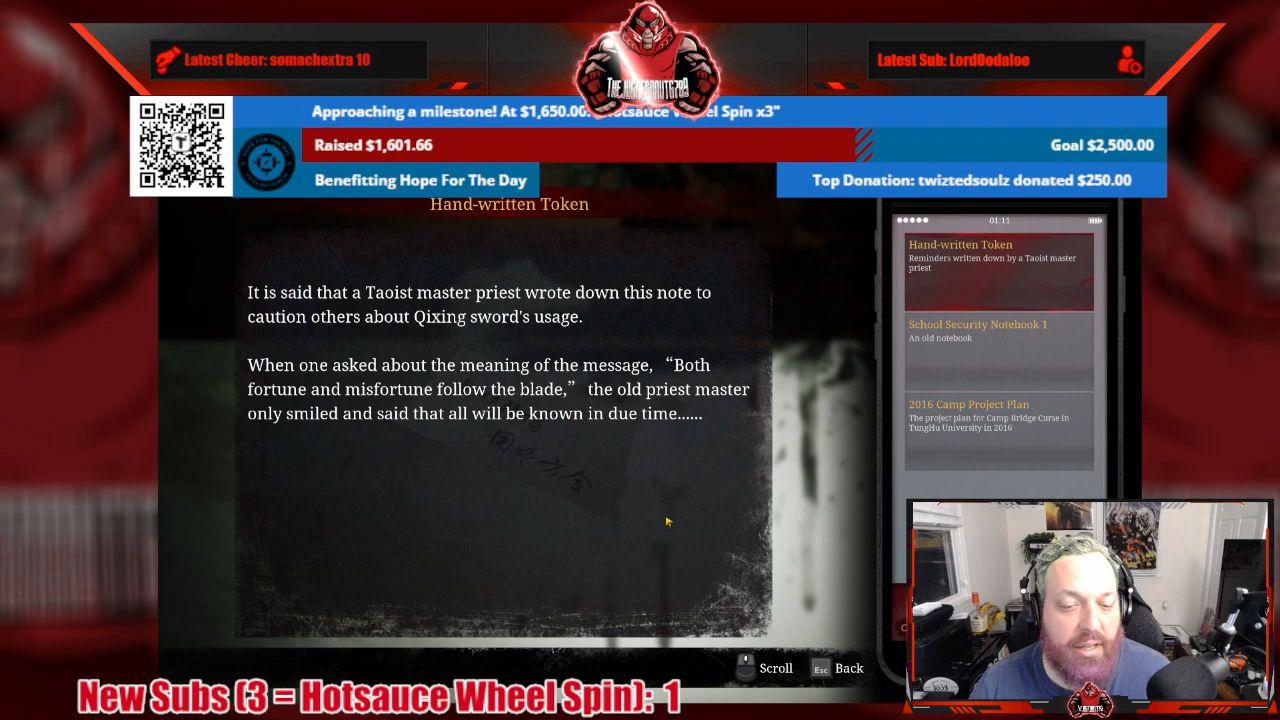 Latest Cheer: somachextra 10
Latest Sub: LordOodaloo
Approaching a milestone! At $1,650.00: Spin x3"
Raised $1,601.66
Goal $2,500.00
Benefitting Hope For The Day
Top Donation: twiztedsoulz donated $250.00
Hand-written Token
It is said that a Taoist master priest wrote down this note to
caution others about Qixing sword's usage.
When one asked about the meaning of the message, “Both
fortune and misfortune follow the blade,” the old priest master
only smiled and said that all will be known in due time......
Scroll
Esc
Back
01:11
Hand-written Token
Reminders written down by a Taoist master
priest
School Security Notebook 1
An old notebook
2016 Camp Project Plan
The project plan for Camp Bridge Curse in
TungHu University in 2016
New Subs (3 = Hotsauce Wheel Spin): 1